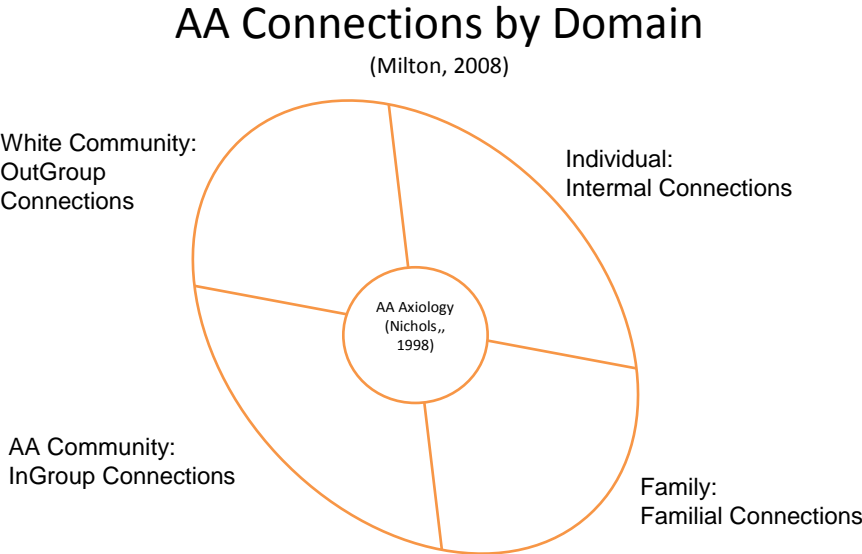 AA Connections by Domain
(Milton, 2008)
White Community:
OutGroup
Connections
Individual:
Intermal Connections
AA Axiology
(Nichols,,
1998)
AA Community:
InGroup Connections
Family:
Familial Connections